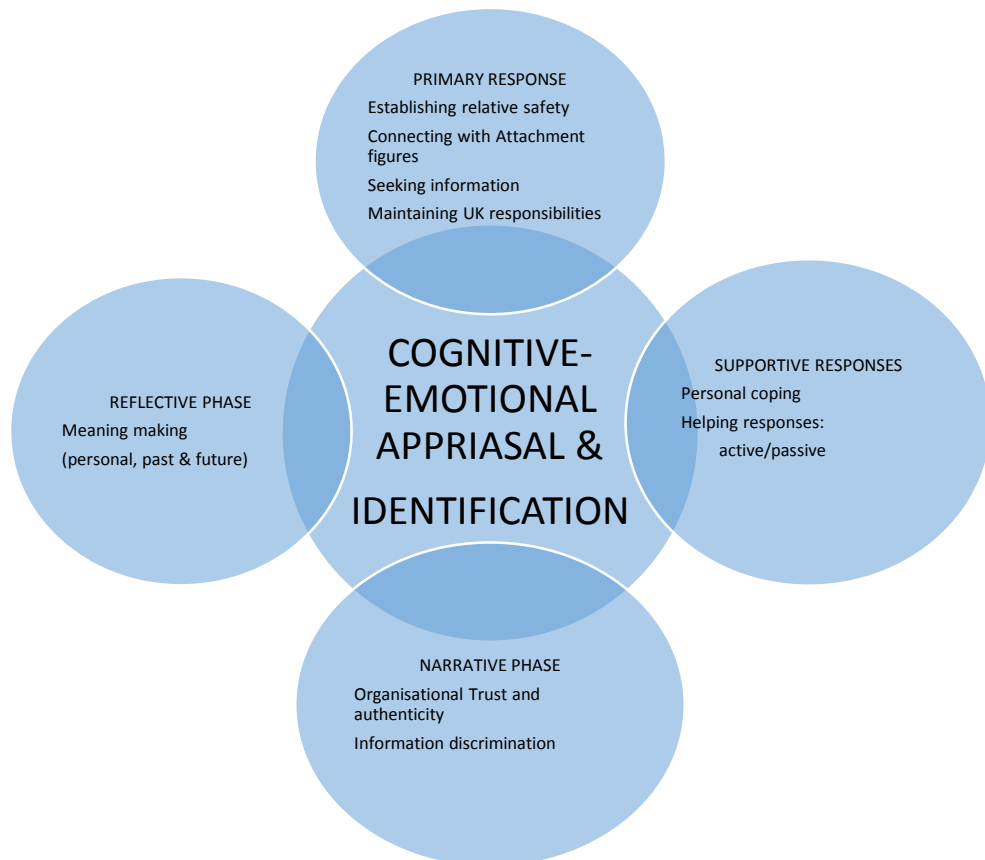 PRIMARY RESPONSE
Establishing relative safety
Connecting with Attachment
figures
Seeking information
Maintaining UK responsibilities
COGNITIVE-
EMOTIONAL
APPRIASAL &
IDENTIFICATION
SUPPORTIVE RESPONSES
Personal coping
Helping responses:
active/passive
REFLECTIVE PHASE
Meaning making
(personal, past & future)
NARRATIVE PHASE
Organisational Trust and
authenticity
Information discrimination